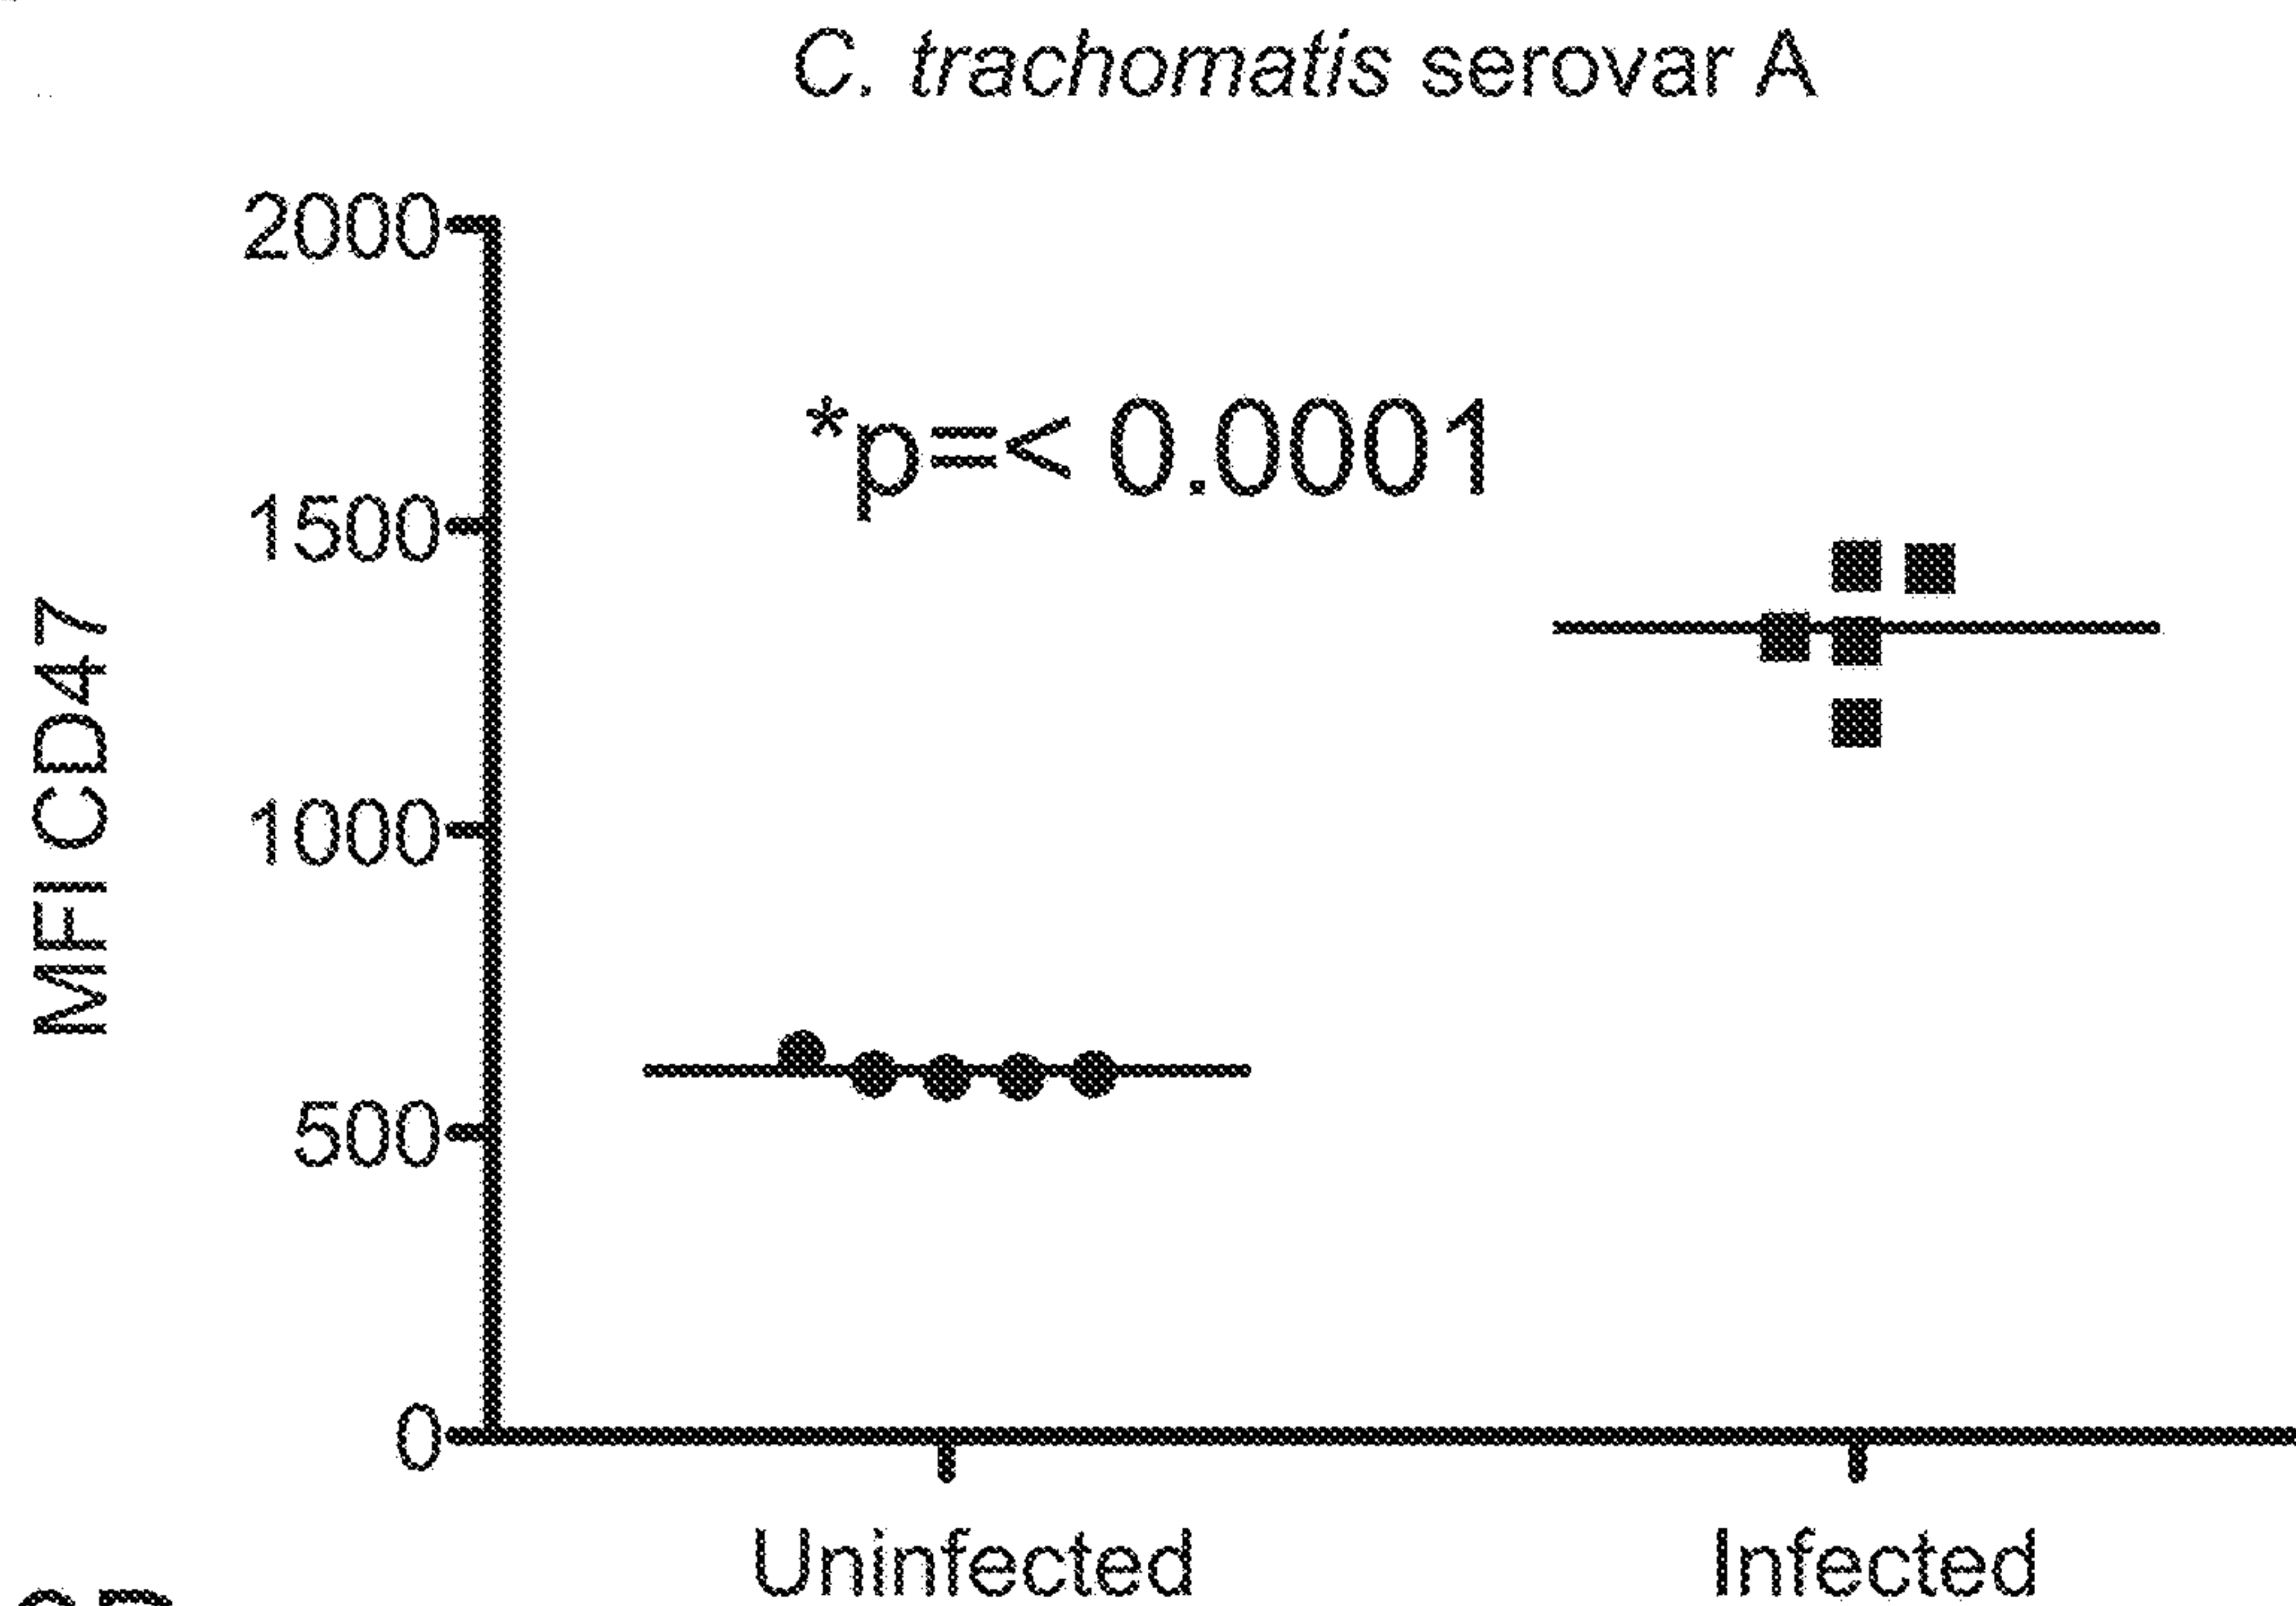 C. trachomatis serovar A
2000
*p=< 0.0001
1500
MFI CD47
1000
500
0
Uninfected Infected